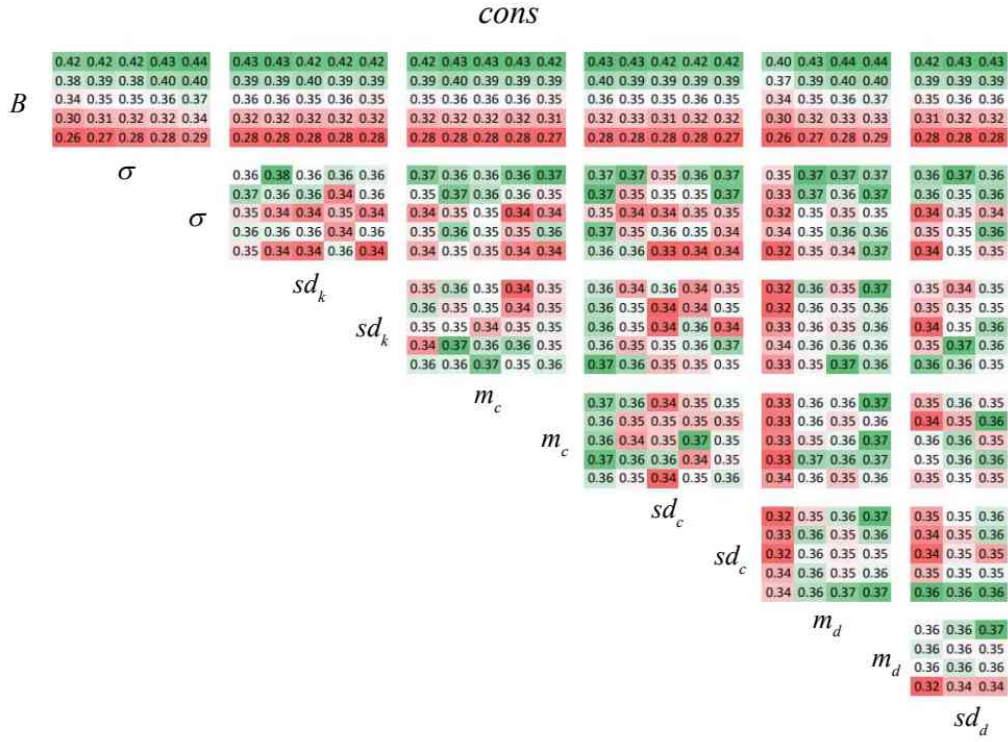 cons
0.42 0.42 0.42 0.43 0.44 0.43 0.43 0.42 0.42 0.42 0.42 0.43 0.43 0.43 0.42 0.43 0.43 0.42 0.42 0.42 0.40 0.43 0.44 0.44 0.42 0.43 0.43
0.38 0.39 0.38 0.40 0.40 0.39 0.39 0.40 0.39 0.39 0.39 0.40 0.39 0.39 0.39 0.40 0.39 0.39 0.39 0.39 0.37 0.39 0.40 0.40 0.39 0.39 0.39
B 0.34 0.35 0.35 0.36 0.37 0.36 0.36 0.35 0.36 0.35 0.35 0.36 0.36 0.36 0.35 0.36 0.35 0.35 0.36 0.36 0.34 0.35 0.36 0.37 0.35 0.36 0.36
0.30 0.31 0.32 0.32 0.34 0.32 0.32 0.32 0.32 0.32 0.32 0.32 0.32 0.32 0.31 0.32 0.33 0.31 0.32 0.32 0.30 0.32 0.33 0.33 0.31 0.32 0.32
0.26 0.27 0.28 0.28 0.29 0.28 0.28 0.28 0.28 0.28 0.28 0.28 0.28 0.28 0.27 0.28 0.28 0.28 0.28 0.27 0.26 0.27 0.28 0.29 0.28 0.28 0.28
σ
0.36 0.38 0.36 0.36 0.36 0.37 0.36 0.36 0.36 0.37 0.37 0.37 0.35 0.36 0.37 0.35 0.37 0.37 0.37 0.36 0.37 0.36
0.37 0.36 0.36 0.34 0.36 0.35 0.37 0.36 0.36 0.35 0.37 0.35 0.35 0.35 0.37 0.33 0.37 0.36 0.37 0.36 0.36 0.36
σ 0.35 0.34 0.34 0.35 0.34 0.34 0.35 0.35 0.34 0.34 0.35 0.34 0.34 0.35 0.35 0.32 0.35 0.35 0.35 0.34 0.35 0.34
0.36 0.36 0.36 0.34 0.36 0.35 0.36 0.35 0.35 0.36 0.37 0.35 0.36 0.36 0.36 0.34 0.35 0.35 0.36 0.35 0.35 0.36
0.35 0.34 0.34 0.36 0.34 0.34 0.36 0.35 0.34 0.34 0.36 0.36 0.33 0.34 0.34 0.32 0.35 0.34 0.37 0.34 0.35 0.35
sd_k
0.35 0.36 0.35 0.34 0.35 0.36 0.34 0.36 0.34 0.35 0.32 0.36 0.35 0.37 0.35 0.34 0.35
0.36 0.35 0.35 0.34 0.35 0.36 0.35 0.34 0.34 0.35 0.32 0.36 0.35 0.36 0.35 0.35 0.35
sd_k 0.35 0.35 0.34 0.35 0.35 0.36 0.35 0.34 0.36 0.34 0.33 0.35 0.36 0.36 0.34 0.35 0.36
0.34 0.37 0.36 0.36 0.35 0.36 0.35 0.35 0.36 0.37 0.34 0.36 0.36 0.36 0.35 0.37 0.36
0.36 0.36 0.37 0.35 0.36 0.37 0.36 0.35 0.35 0.35 0.33 0.35 0.37 0.36 0.36 0.36 0.35
m_c
0.37 0.36 0.34 0.35 0.35 0.33 0.36 0.36 0.37 0.35 0.36 0.35
0.36 0.35 0.35 0.35 0.35 0.33 0.36 0.35 0.36 0.34 0.35 0.36
m_c 0.36 0.34 0.35 0.37 0.35 0.33 0.35 0.36 0.37 0.36 0.36 0.35
0.37 0.36 0.36 0.34 0.35 0.33 0.37 0.36 0.37 0.35 0.36 0.36
0.36 0.35 0.34 0.35 0.36 0.34 0.36 0.35 0.35 0.35 0.35 0.35
sd_c
0.32 0.35 0.36 0.37 0.35 0.35 0.36
0.33 0.36 0.35 0.36 0.34 0.35 0.36
sd_c 0.32 0.36 0.35 0.35 0.34 0.35 0.35
0.34 0.36 0.35 0.36 0.35 0.35 0.35
0.34 0.36 0.37 0.37 0.36 0.36 0.36
m_d
0.36 0.36 0.37
0.36 0.36 0.35
m_d 0.36 0.36 0.36
0.32 0.34 0.34
sd_d